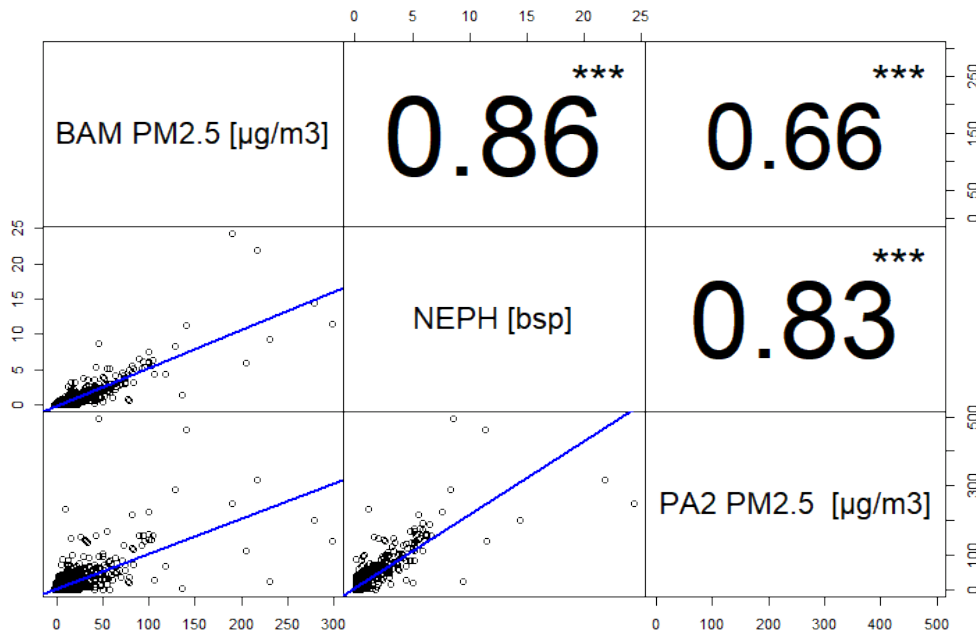 0 5 10 15 20 25
BAM PM2.5 [µg/m3]
***
0.86
***
0.66
0 50 150 250
0 5 10 15 20 25
NEPH [bsp]
***
0.83
PA2 PM2.5 [µg/m3]
0 100 300 500
0 50 100 150 200 250 300
0 100 200 300 400 500